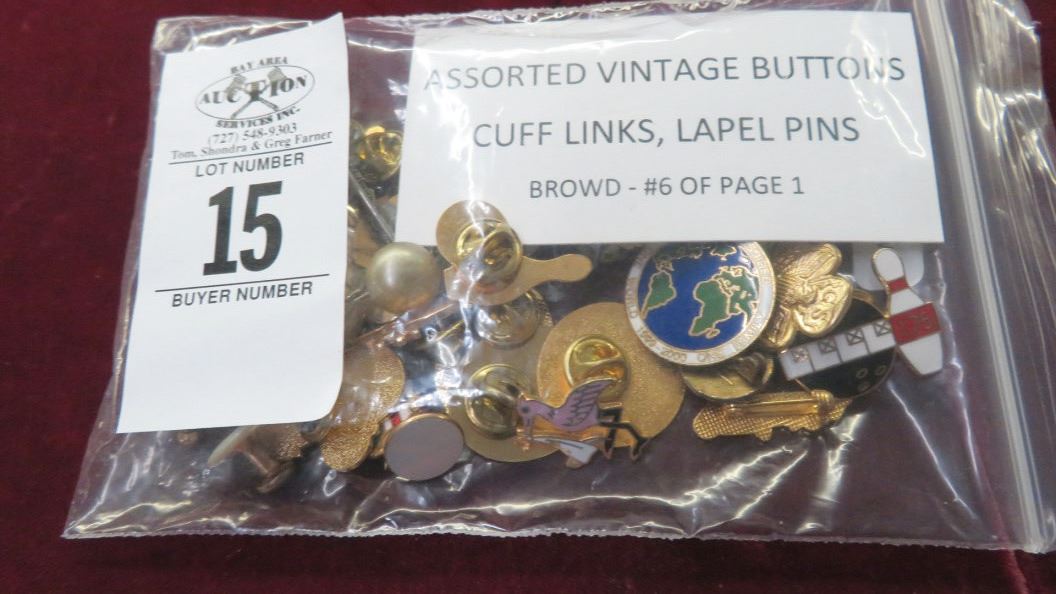 BAY AREA
AUCTION
SERVICES INC.
(727) 548-9303
Tom, Shondra & Greg Farner
LOT NUMBER
15
BUYER NUMBER
ASSORTED VINTAGE BUTTONS
CUFF LINKS, LAPEL PINS
BROWD - #6 OF PAGE 1